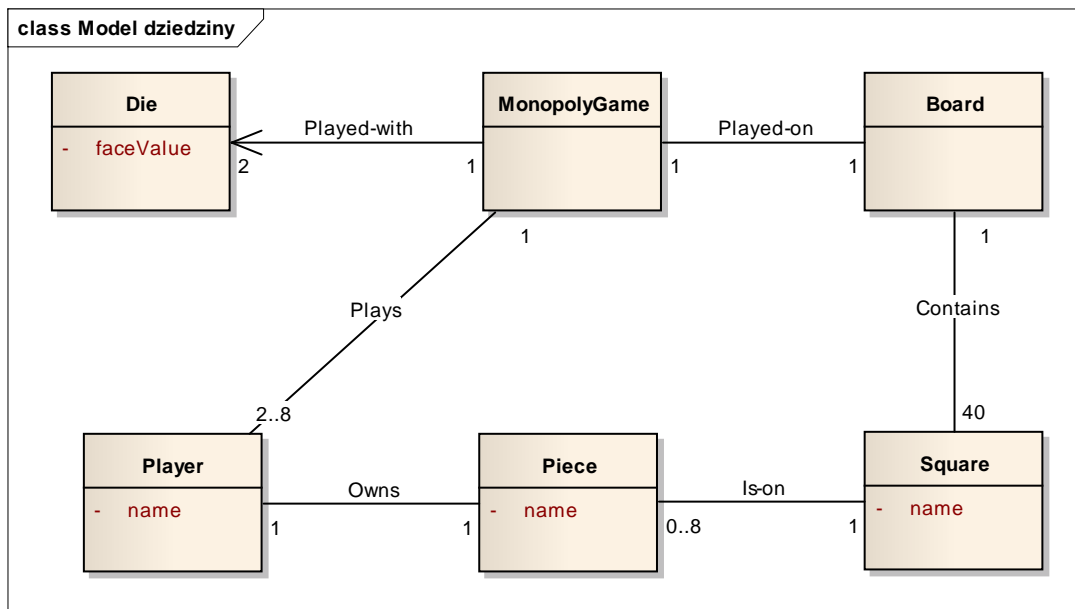 class Model dziedziny
Die
- faceValue
MonopolyGame
Board
Played-with
2
1
Played-on
1
1
1
Plays
2..8
1
Contains
40
Player
- name
Owns
1
1
Piece
- name
Is-on
0..8
1
Square
- name